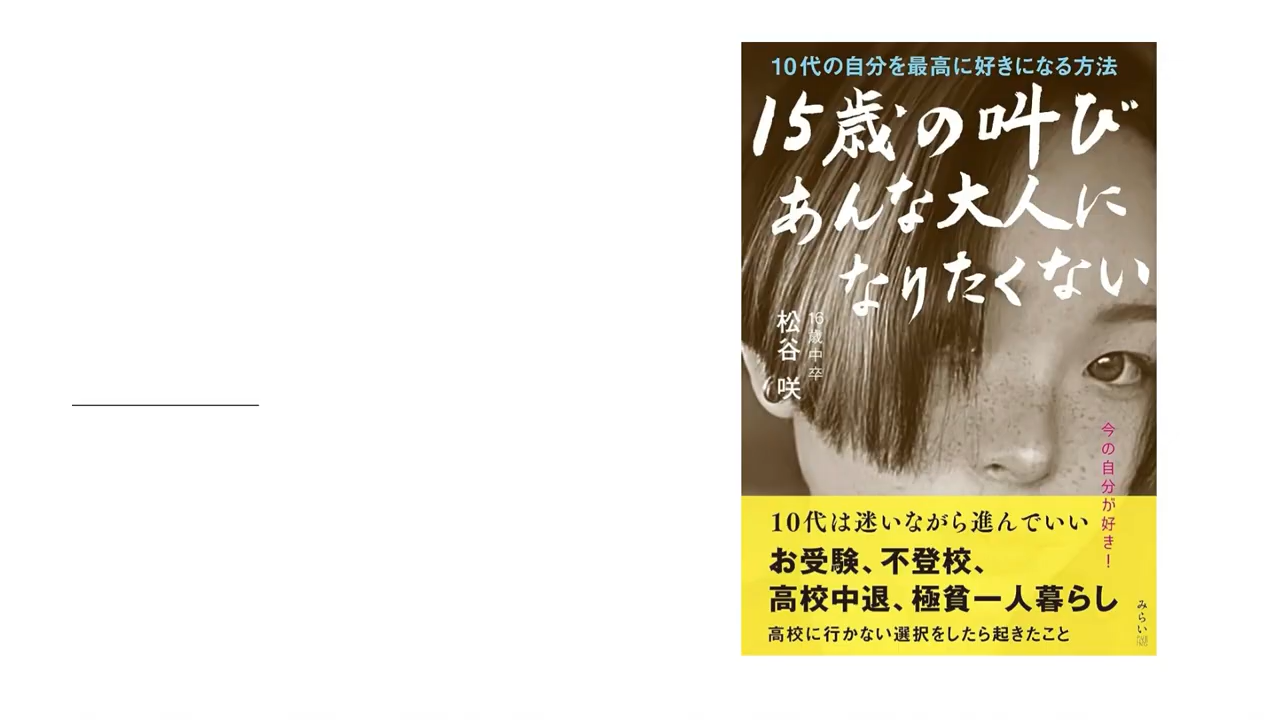 10代の自分を最高に好きになる方法
15歳の叫び
あんな大人に
なりたくない
16歳中卒
松谷 咲
今の自分が好き!
10代は迷いながら進んでいい
お受験、不登校、
高校中退、極貧一人暮らし
高校に行かない選択をしたら起きたこと
みらい